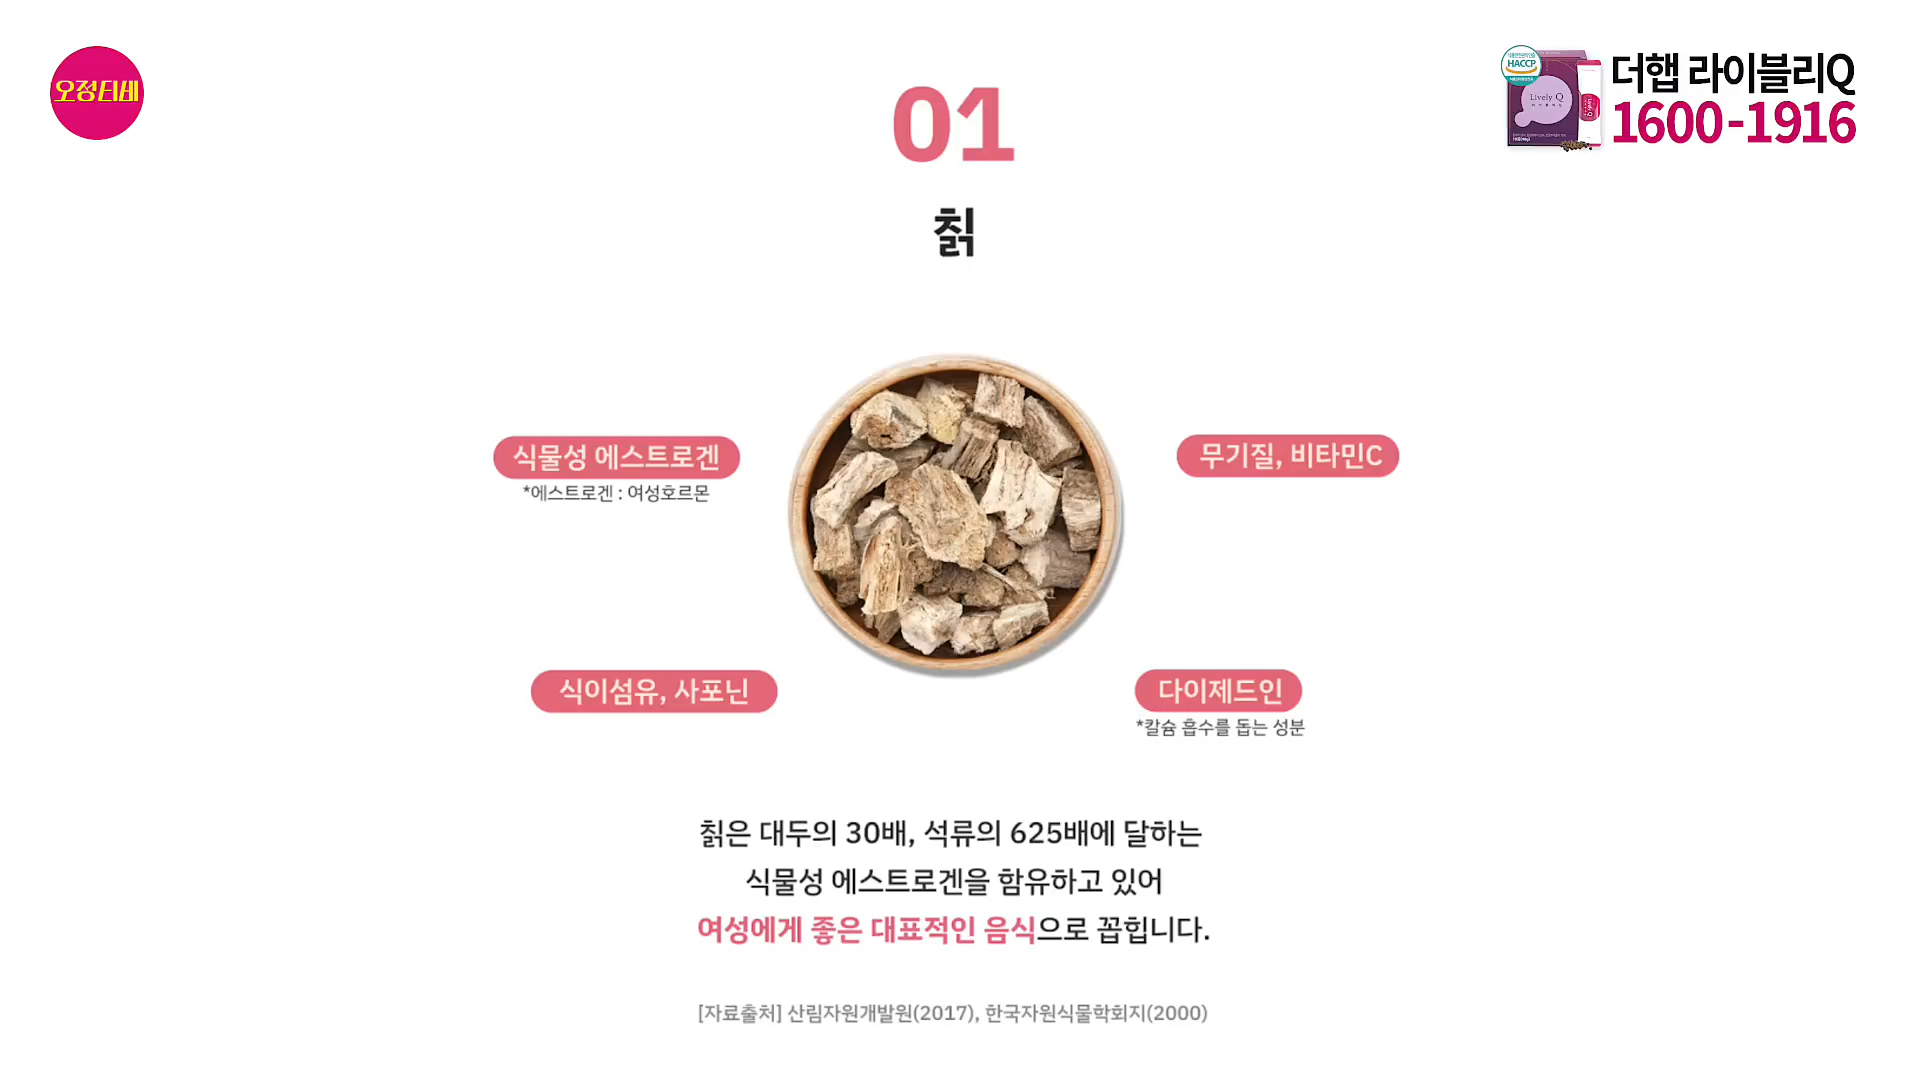 오정티비
HACCP
Lively Q
더햅 라이블리Q
1600-1916
01
칡
식물성 에스트로겐
*에스트로겐 : 여성호르몬
무기질, 비타민C
식이섬유, 사포닌
다이제드인
*칼슘 흡수를 돕는 성분
칡은 대두의 30배, 석류의 625배에 달하는
식물성 에스트로겐을 함유하고 있어
여성에게 좋은 대표적인 음식으로 꼽힙니다.
[자료출처] 산림자원개발원(2017), 한국자원식물학회지(2000)